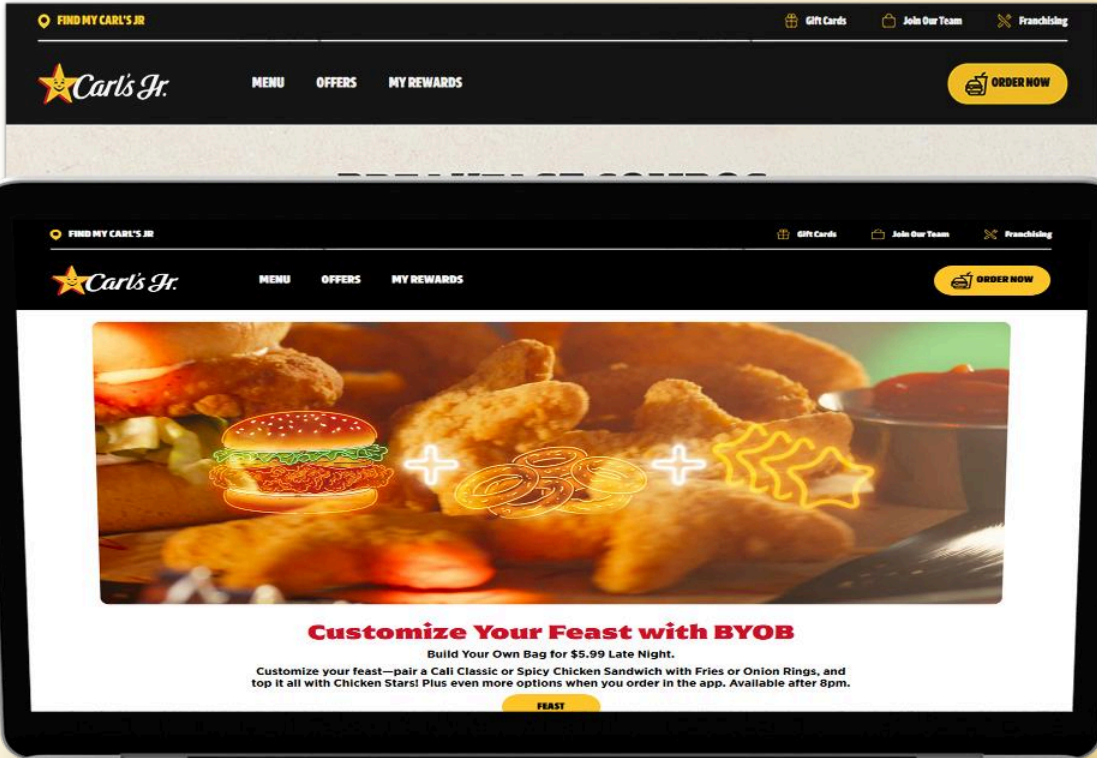 FIND MY CARL'S JR
Gift Cards
Join Our Team
Franchising
Carl's Jr.
MENU
OFFERS
MY REWARDS
ORDER NOW
BREAKFAST COMBOS
FIND MY CARL'S JR
Gift Cards
Join Our Team
Franchising
Carl's Jr.
MENU
OFFERS
MY REWARDS
ORDER NOW
Customize Your Feast with BYOB
Build Your Own Bag for $5.99 Late Night.
Customize your feast—pair a Cali Classic or Spicy Chicken Sandwich with Fries or Onion Rings, and
top it all with Chicken Stars! Plus even more options when you order in the app. Available after 8pm.
FEAST